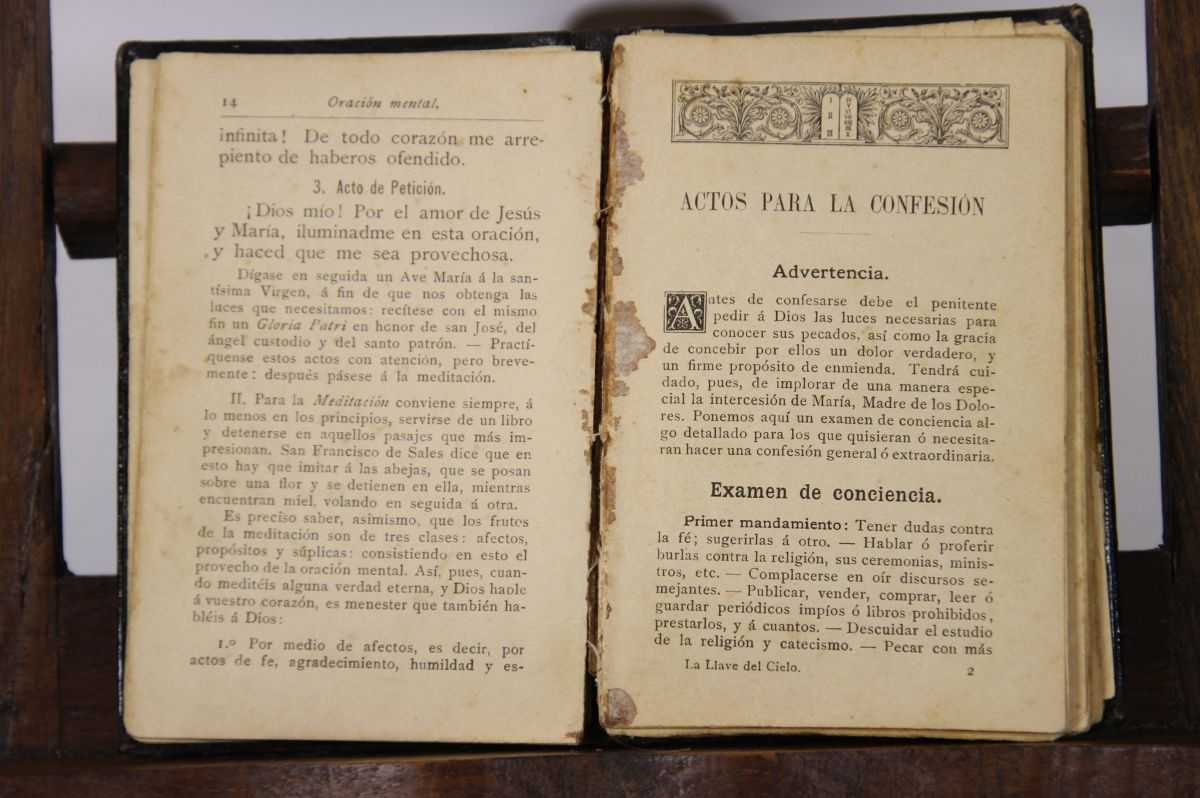 14 Oración mental.
infinita! De todo corazón me arre-
piento de haberos ofendido.
3. Acto de Petición.
¡Dios mío! Por el amor de Jesús
y María, iluminadme en esta oración,
y haced que me sea provechosa.
Dígase en seguida un Ave María á la san-
tísima Virgen, á fin de que nos obtenga las
luces que necesitamos: recítese con el mismo
fin un Gloria Patri en honor de san José, del
ángel custodio y del santo patrón. — Practí-
quense estos actos con atención, pero breve-
mente: después pásese á la meditación.
II. Para la Meditación conviene siempre, á
lo menos en los principios, servirse de un libro
y detenerse en aquellos pasajes que más im-
presionan. San Francisco de Sales dice que en
esto hay que imitar á las abejas, que se posan
sobre una flor y se detienen en ella, mientras
encuentran miel, volando en seguida á otra.
Es preciso saber, asimismo, que los frutos
de la meditación son de tres clases: afectos,
propósitos y súplicas: consistiendo en esto el
provecho de la oración mental. Así, pues, cuan-
do meditéis alguna verdad eterna, y Dios hable
á vuestro corazón, es menester que también ha-
bléis á Dios:
1.º Por medio de afectos, es decir, por
actos de fe, agradecimiento, humildad y es-
ACTOS PARA LA CONFESIÓN
Advertencia.
Antes de confesarse debe el penitente
pedir á Dios las luces necesarias para
conocer sus pecados, así como la gracia
de concebir por ellos un dolor verdadero, y
un firme propósito de enmienda. Tendrá cui-
dado, pues, de implorar de una manera espe-
cial la intercesión de María, Madre de los Dolo-
res. Ponemos aquí un examen de conciencia al-
go detallado para los que quisieran ó necesita-
ran hacer una confesión general ó extraordinaria.
Examen de conciencia.
Primer mandamiento: Tener dudas contra
la fé; sugerirlas á otro. — Hablar ó proferir
burlas contra la religión, sus ceremonias, minis-
tros, etc. — Complacerse en oír discursos se-
mejantes. — Publicar, vender, comprar, leer ó
guardar periódicos impíos ó libros prohibidos,
prestarlos, y á cuantos. — Descuidar el estudio
de la religión y catecismo. — Pecar con más
La Llave del Cielo. 2